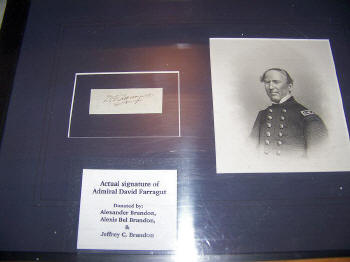 Actual signature of
Admiral David Farragut
Donated by:
Alexander Brandon,
Alexis Bel Brandon,
&
Jeffrey C. Brandon